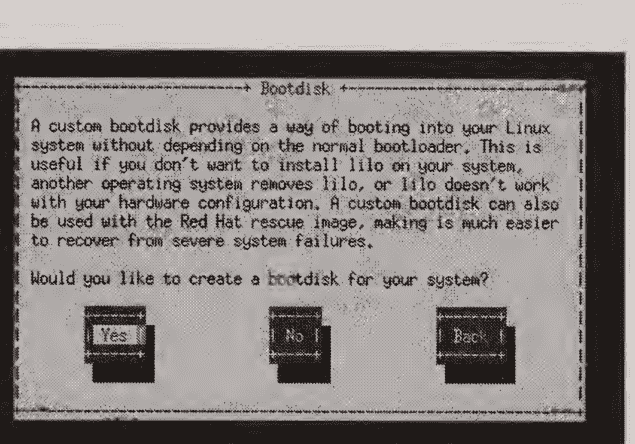 Bootdisk
A custom bootdisk provides a way of booting into your Linux
system without depending on the normal bootloader. This is
useful if you don't want to install lilo on your system,
another operating system removes lilo, or lilo doesn't work
with your hardware configuration. A custom bootdisk can also
be used with the Red Hat rescue image, making is much easier
to recover from severe system failures.
Would you like to create a bootdisk for your system?
Yes No Back